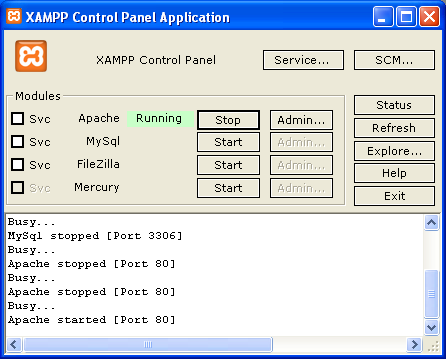 XAMPP Control Panel Application
XAMPP Control Panel
Service...
SCM...
Modules
Svc Apache Running Stop Admin...
Svc MySql Start Admin...
Svc FileZilla Start Admin...
Svc Mercury Start Admin...
Status
Refresh
Explore...
Help
Exit
Busy...
MySql stopped [Port 3306]
Busy...
Apache stopped [Port 80]
Busy...
Apache stopped [Port 80]
Busy...
Apache started [Port 80]